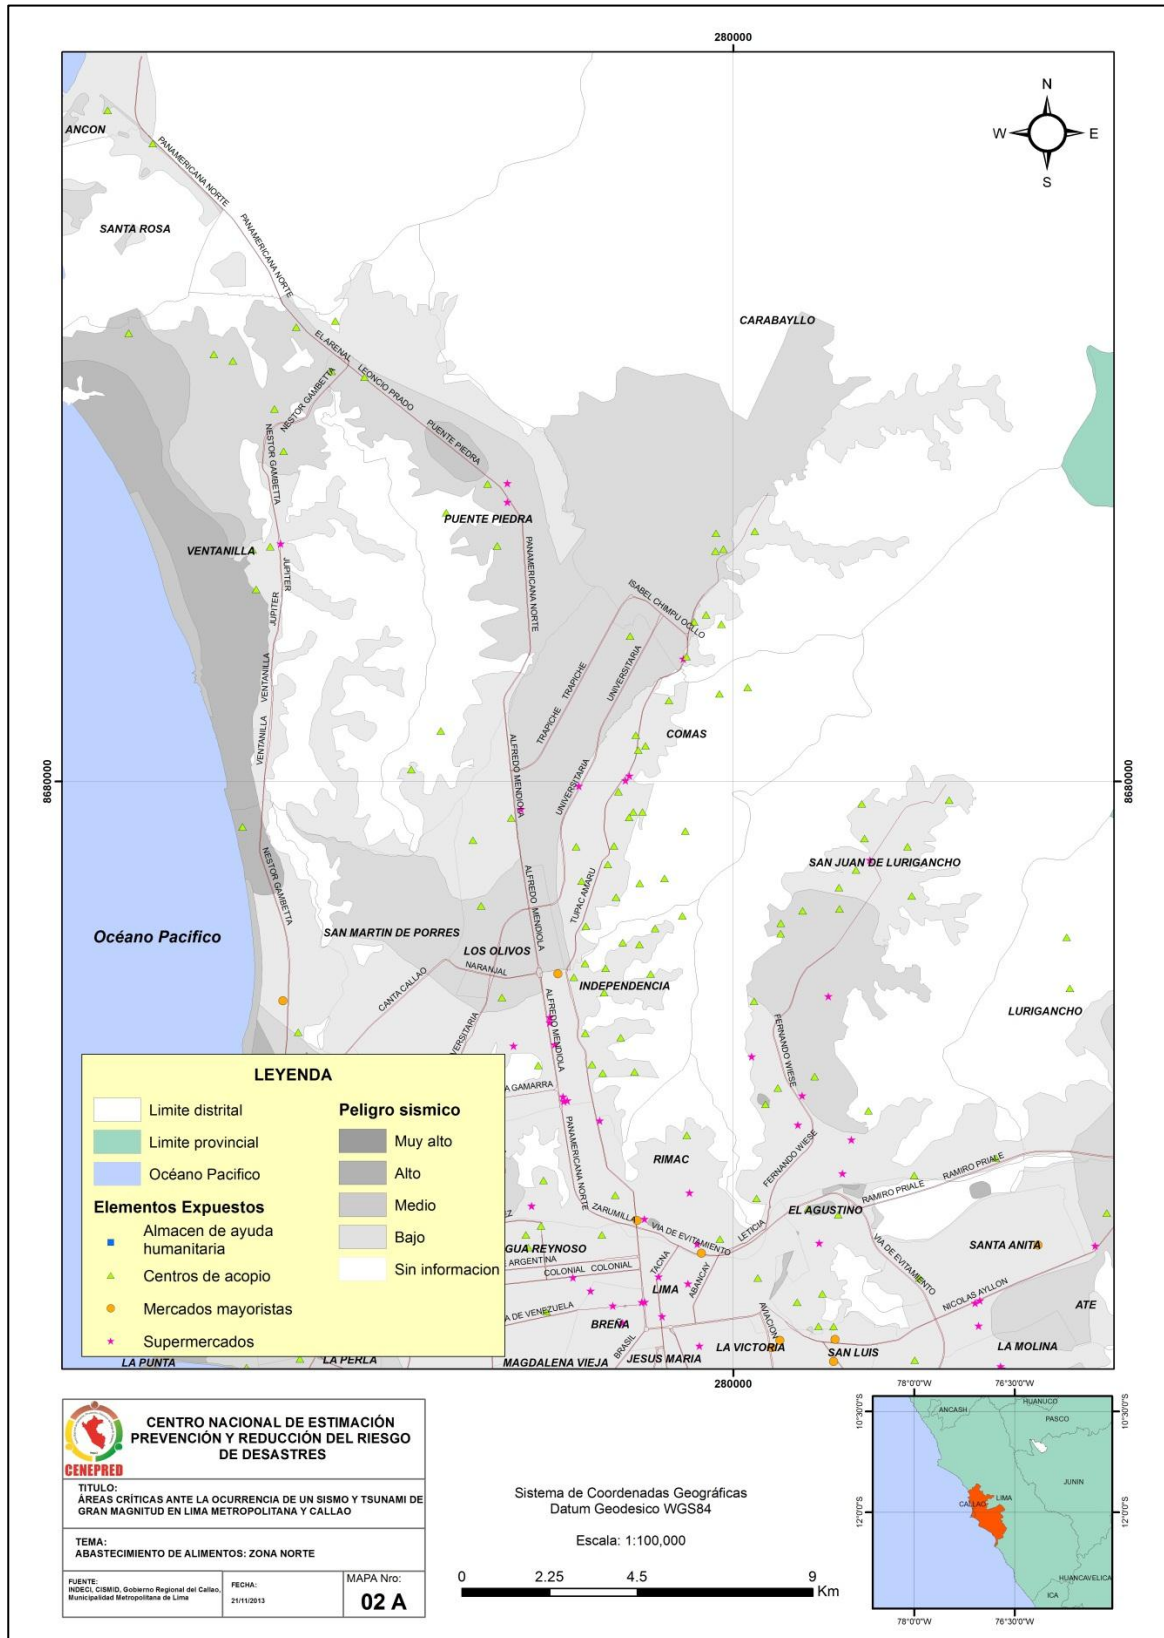 280000
N
W
E
S
ANCON
PANAMERICANA NORTE
SANTA ROSA
PANAMERICANA NORTE
CARABAYLLO
ELARENAL
LEONCIO PRADO
NESTOR GAMBETTA
NESTOR GAMBETTA
PUENTE PIEDRA
PUENTE PIEDRA
VENTANILLA
JUPITER
PANAMERICANA NORTE
JUPITER
ISABEL CHIMPU OCLLO
VENTANILLA
VENTANILLA
TRAPICHE
TRAPICHE
UNIVERSITARIA
COMAS
ALFREDO MENDIOLA
UNIVERSITARIA
8680000
8680000
SAN JUAN DE LURIGANCHO
NESTOR GAMBETTA
ALFREDO MENDIOLA
TUPAC AMARU
Océano Pacifico
SAN MARTIN DE PORRES
LOS OLIVOS
NARANJAL
CANTA CALLAO
INDEPENDENCIA
LURIGANCHO
ALFREDO MENDIOLA
FERNANDO WIESE
VERSITARIA
A GAMARRA
PANAMERICANA NORTE
RIMAC
FERNANDO WIESE
RAMIRO PRIALE
RAMIRO PRIALE
ZARUMILLA
VIA DE EVITAMIENTO
LETICIA
EL AGUSTINO
VIA DE EVITAMIENTO
SANTA ANITA
EZ
GUA REYNOSO
E ARGENTINA
COLONIAL
COLONIAL
TACNA
ABANCAY
LIMA
NICOLAS AYLLON
ATE
A DE VENEZUELA
BREÑA
BRASIL
AVIACION
LA PUNTA
LA PERLA
MAGDALENA VIEJA
JESUS MARIA
LA VICTORIA
SAN LUIS
LA MOLINA
280000
LEYENDA
Limite distrital
Limite provincial
Océano Pacifico
Elementos Expuestos
Almacen de ayuda
humanitaria
Centros de acopio
Mercados mayoristas
Supermercados
Peligro sismico
Muy alto
Alto
Medio
Bajo
Sin informacion
CENEPRED
CENTRO NACIONAL DE ESTIMACIÓN
PREVENCIÓN Y REDUCCIÓN DEL RIESGO
DE DESASTRES
TITULO:
ÁREAS CRÍTICAS ANTE LA OCURRENCIA DE UN SISMO Y TSUNAMI DE
GRAN MAGNITUD EN LIMA METROPOLITANA Y CALLAO
TEMA:
ABASTECIMIENTO DE ALIMENTOS: ZONA NORTE
FUENTE:
INDECI, CISMID, Gobierno Regional del Callao,
Municipalidad Metropolitana de Lima
FECHA:
21/11/2013
MAPA Nro:
02 A
Sistema de Coordenadas Geográficas
Datum Geodesico WGS84
Escala: 1:100,000
0
2.25
4.5
9
Km
78°0'0"W
76°30'0"W
10°30'0"S
10°30'0"S
ANCASH
HUANUCO
PASCO
JUNIN
LIMA
CALLAO
12°0'0"S
12°0'0"S
HUANCAVELICA
ICA
78°0'0"W
76°30'0"W